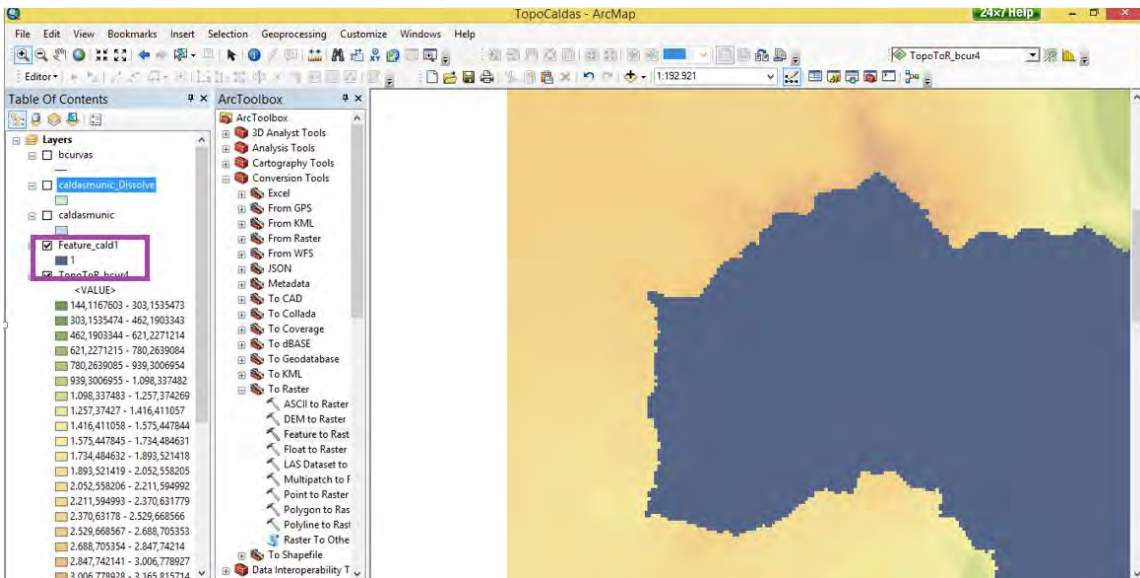 TopoCaldas - ArcMap
24×7 Help
File Edit View Bookmarks Insert Selection Geoprocessing Customize Windows Help
TopoToR_bcur4
Editor
1:192.921
Table Of Contents
ArcToolbox
Layers
bcurvas
caldasmunic_Dissolve
caldasmunic
Feature_cald1
1
TopoToR_bcur4
<VALUE>
144,1167603 - 303,1535473
303,1535474 - 462,1903343
462,1903344 - 621,2271214
621,2271215 - 780,2639084
780,2639085 - 939,3006954
939,3006955 - 1.098,337482
1.098,337483 - 1.257,374269
1.257,37427 - 1.416,411057
1.416,411058 - 1.575,447844
1.575,447845 - 1.734,484631
1.734,484632 - 1.893,521418
1.893,521419 - 2.052,558205
2.052,558206 - 2.211,594992
2.211,594993 - 2.370,631779
2.370,63178 - 2.529,668566
2.529,668567 - 2.688,705353
2.688,705354 - 2.847,74214
2.847,742141 - 3.006,778927
3.006,778928 - 3.165,815714
ArcToolbox
3D Analyst Tools
Analysis Tools
Cartography Tools
Conversion Tools
Excel
From GPS
From KML
From Raster
From WFS
JSON
Metadata
To CAD
To Collada
To Coverage
To dBASE
To Geodatabase
To KML
To Raster
ASCII to Raster
DEM to Raster
Feature to Rast
Float to Raster
LAS Dataset to
Multipatch to F
Point to Raster
Polygon to Ras
Polyline to Rast
Raster To Othe
To Shapefile
Data Interoperability T